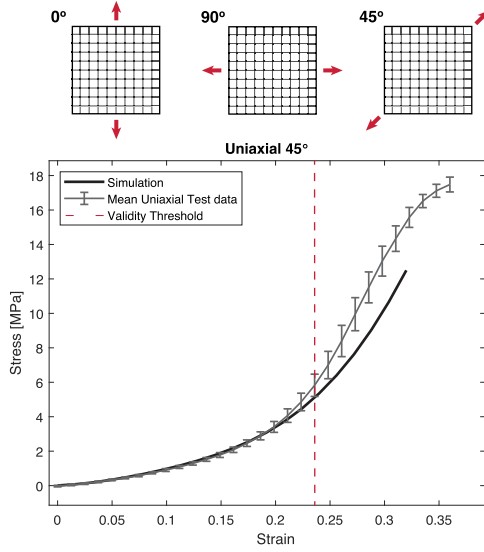 0º 90º 45º
Uniaxial 45°
Simulation
Mean Uniaxial Test data
Validity Threshold
18
16
14
12
10
8
6
4
2
0
Stress [MPa]
0 0.05 0.1 0.15 0.2 0.25 0.3 0.35
Strain